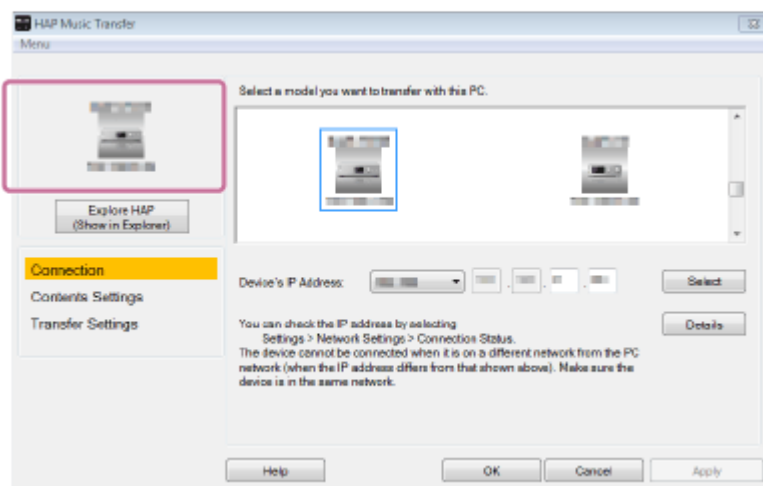 HAP Music Transfer
Menu
Select a model you want to transfer with this PC.
Explore HAP
(Show in Explorer)
Connection
Contents Settings
Transfer Settings
Device's IP Address:
Select
You can check the IP address by selecting
Settings > Network Settings > Connection Status.
The device cannot be connected when it is on a different network from the PC
network (when the IP address differs from that shown above). Make sure the
device is in the same network.
Details
Help
OK
Cancel
Apply